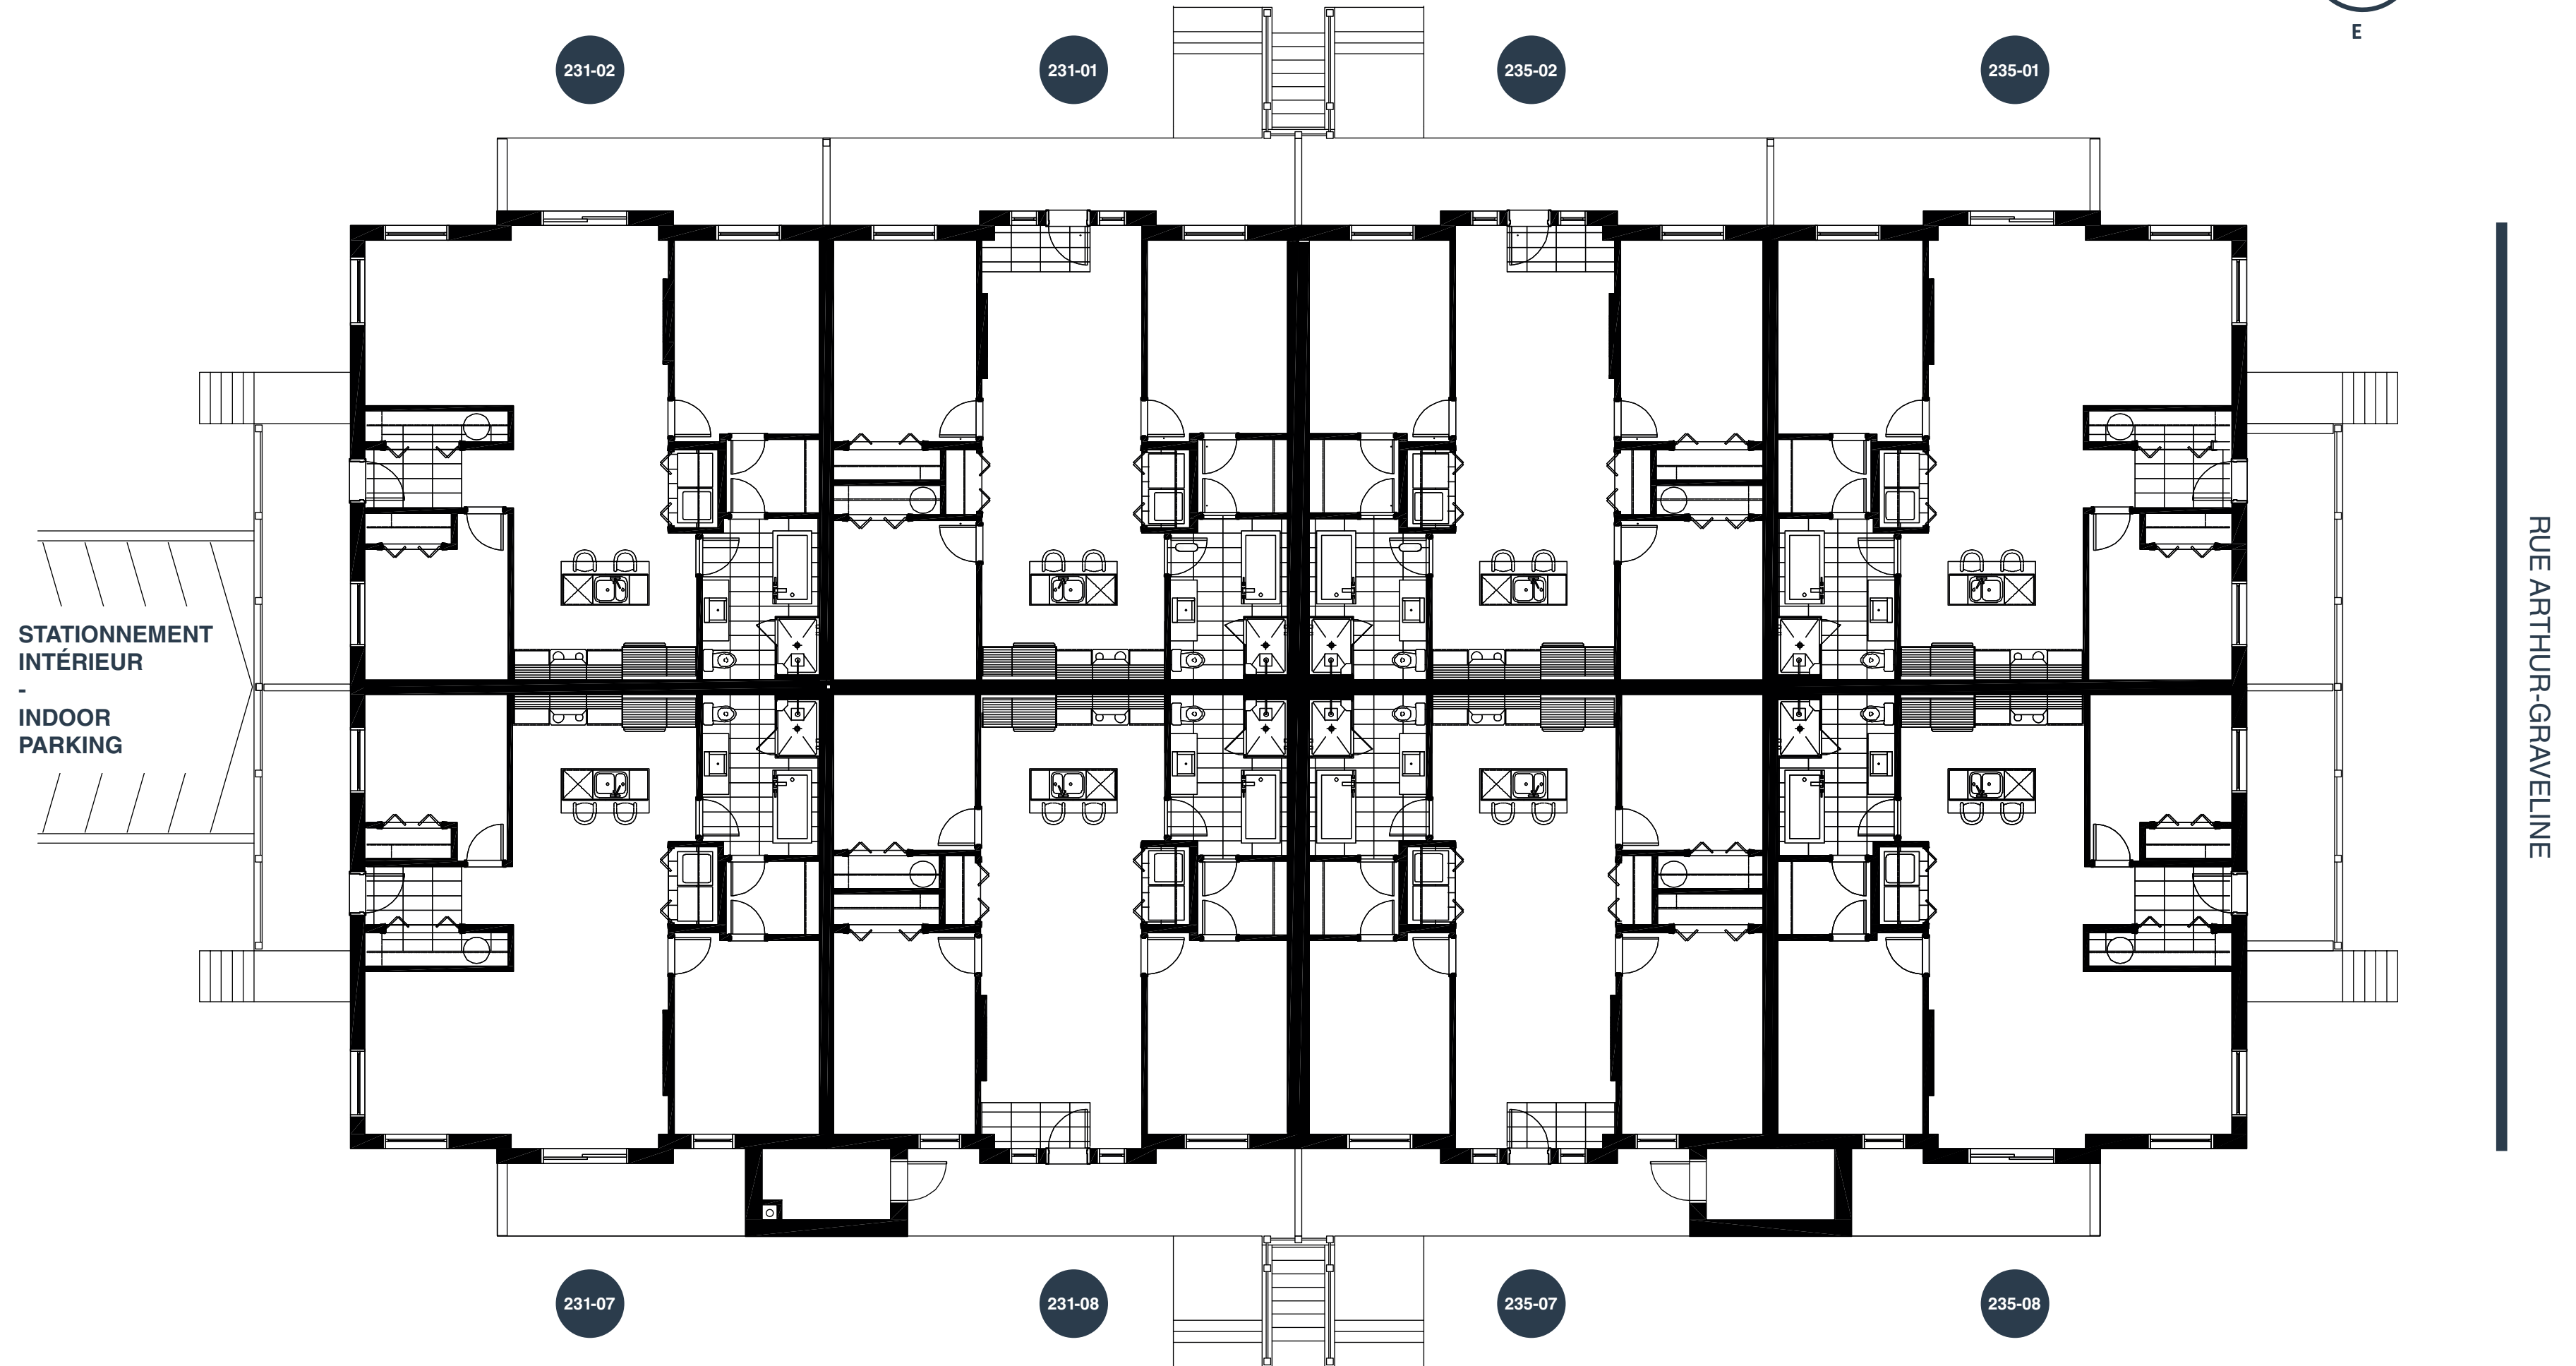 E
231-02
231-01
235-02
235-01
STATIONNEMENT
INTÉRIEUR
-
INDOOR
PARKING
RUE ARTHUR-GRAVELINE
231-07
231-08
235-07
235-08